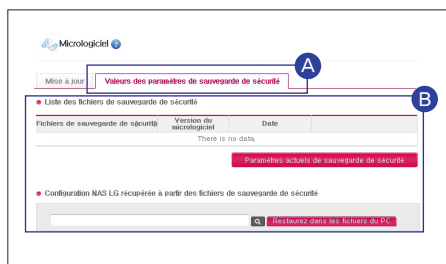 Micrologiciel ?
A
Mise à jour
Valeurs des paramètres de sauvegarde de sécurité
B
Liste des fichiers de sauvegarde de sécurité
Fichiers de sauvegarde de sécurité
Version du micrologiciel
Date
There is no data,
Paramètres actuels de sauvegarde de sécurité
Configuration NAS LG récupérée à partir des fichiers de sauvegarde de sécurité
Restaurez dans les fichiers du PC